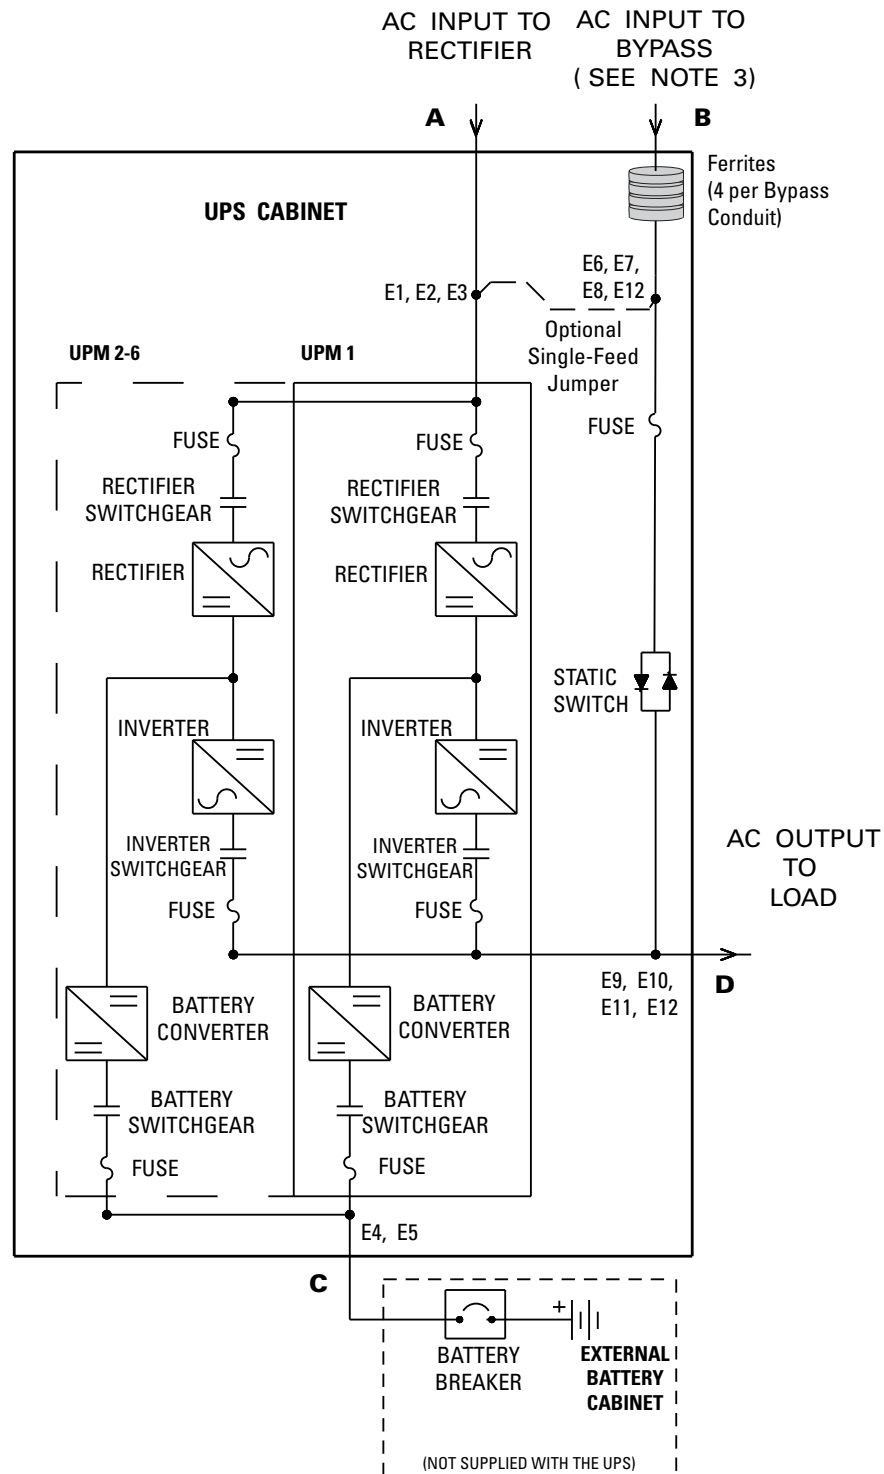 AC INPUT TO
RECTIFIER
AC INPUT TO
BYPASS
( SEE NOTE 3)
A
B
Ferrites
(4 per Bypass
Conduit)
UPS CABINET
E1, E2, E3
E6, E7,
E8, E12
Optional
Single-Feed
Jumper
UPM 2-6
UPM 1
FUSE
FUSE
FUSE
RECTIFIER
SWITCHGEAR
RECTIFIER
SWITCHGEAR
RECTIFIER
RECTIFIER
STATIC
SWITCH
INVERTER
INVERTER
INVERTER
SWITCHGEAR
INVERTER
SWITCHGEAR
AC OUTPUT
TO
LOAD
FUSE
FUSE
E9, E10,
E11, E12
D
BATTERY
CONVERTER
BATTERY
CONVERTER
BATTERY
SWITCHGEAR
BATTERY
SWITCHGEAR
FUSE
FUSE
E4, E5
C
+
BATTERY
BREAKER
EXTERNAL
BATTERY
CABINET
(NOT SUPPLIED WITH THE UPS)